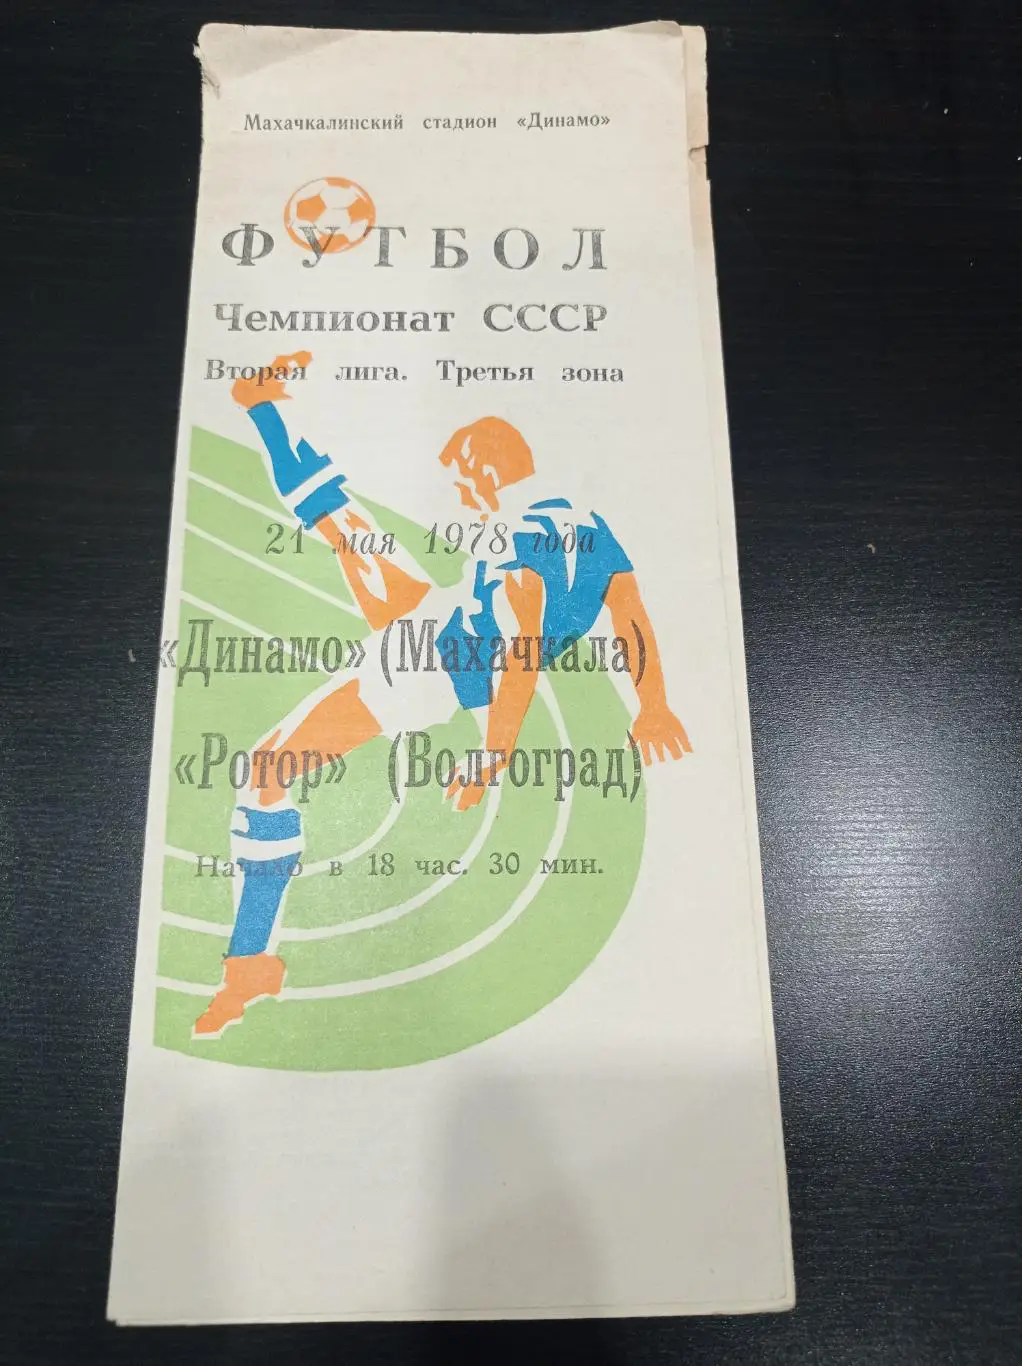 Махачкалинский стадион «Динамо»
ФУТБОЛ
Чемпионат СССР
Вторая лига. Третья зона
21 мая 1978 года
«Динамо» (Махачкала)
«Ротор» (Волгоград)
Начало в 18 час. 30 мин.